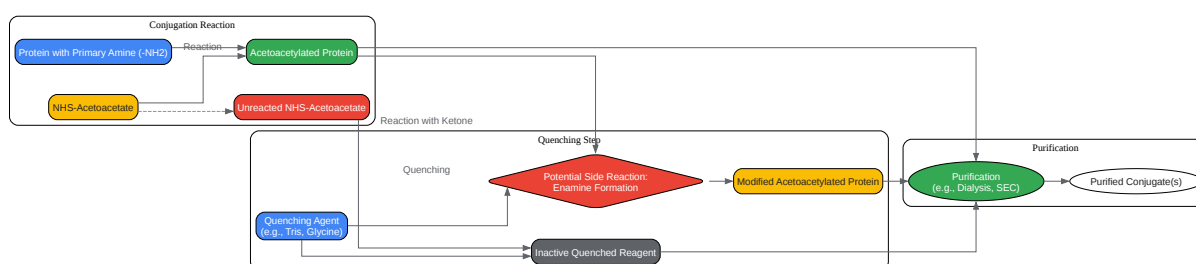 Conjugation Reaction
Protein with Primary Amine (-NH2)
Reaction
Acetoacetylated Protein
NHS-Acetoacetate
Unreacted NHS-Acetoacetate
Reaction with Ketone
Quenching Step
Quenching
Potential Side Reaction:
Enamine Formation
Modified Acetoacetylated Protein
Quenching Agent
(e.g., Tris, Glycine)
Inactive Quenched Reagent
Purification
Purification
(e.g., Dialysis, SEC)
Purified Conjugate(s)